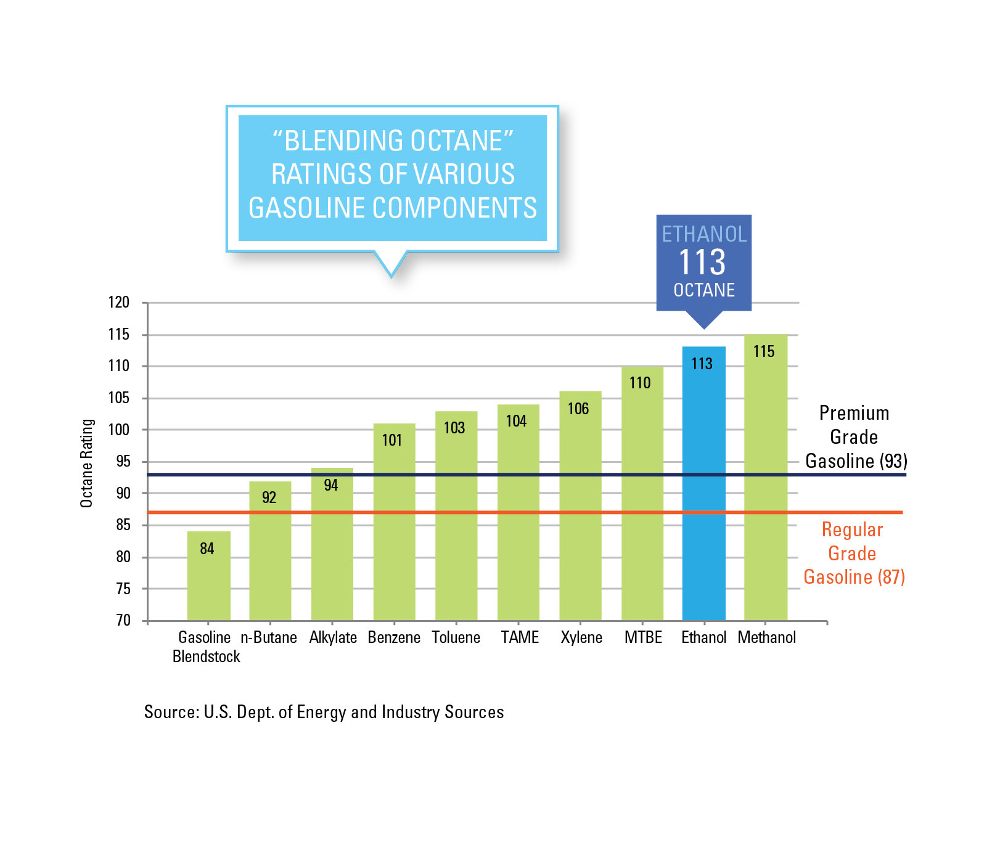 “BLENDING OCTANE”
RATINGS OF VARIOUS
GASOLINE COMPONENTS
ETHANOL
113
OCTANE
120
115
110
105
100
95
90
85
80
75
70
Octane Rating
84
92
94
101
103
104
106
110
113
115
Premium
Grade
Gasoline (93)
Regular
Grade
Gasoline (87)
Gasoline
Blendstock
n-Butane
Alkylate
Benzene
Toluene
TAME
Xylene
MTBE
Ethanol
Methanol
Source: U.S. Dept. of Energy and Industry Sources